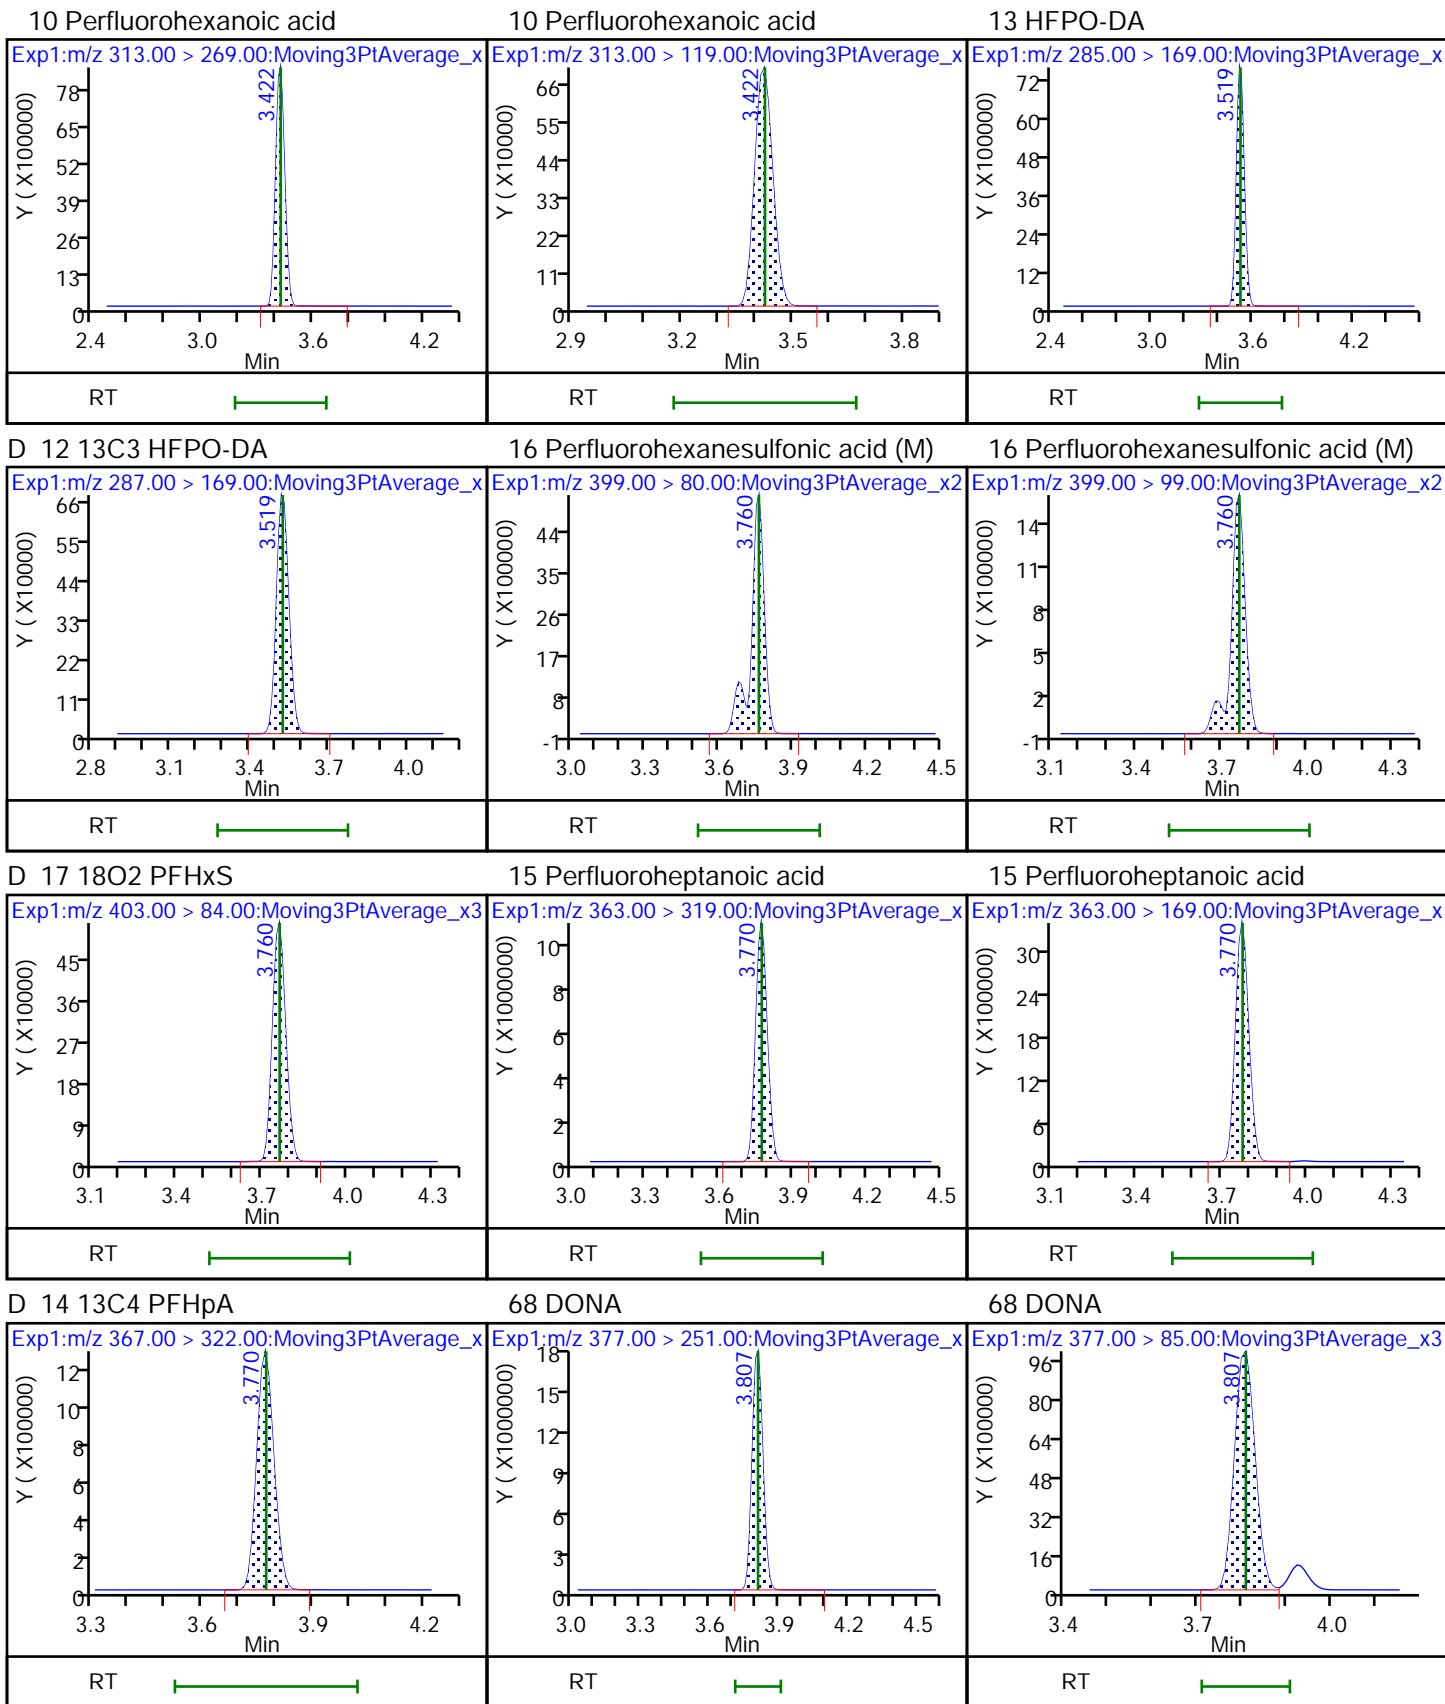 10 Perfluorohexanoic acid
10 Perfluorohexanoic acid
13 HFPO-DA
Exp1:m/z 313.00 > 269.00:Moving3PtAverage_x
Exp1:m/z 313.00 > 119.00:Moving3PtAverage_x
Exp1:m/z 285.00 > 169.00:Moving3PtAverage_x
3.422
Y ( X100000)
78
65
52
39
26
13
0
2.4 3.0 3.6 4.2
Min
RT
3.422
Y ( X10000)
66
55
44
33
22
11
0
2.9 3.2 3.5 3.8
Min
RT
3.519
Y ( X100000)
72
60
48
36
24
12
0
2.4 3.0 3.6 4.2
Min
RT
D 12 13C3 HFPO-DA
16 Perfluorohexanesulfonic acid (M)
16 Perfluorohexanesulfonic acid (M)
Exp1:m/z 287.00 > 169.00:Moving3PtAverage_x
Exp1:m/z 399.00 > 80.00:Moving3PtAverage_x2
Exp1:m/z 399.00 > 99.00:Moving3PtAverage_x2
3.519
Y ( X10000)
66
55
44
33
22
11
0
2.8 3.1 3.4 3.7 4.0
Min
RT
3.760
Y ( X100000)
44
35
26
17
8
-1
3.0 3.3 3.6 3.9 4.2 4.5
Min
RT
3.760
Y ( X100000)
14
11
8
5
2
-1
3.1 3.4 3.7 4.0 4.3
Min
RT
D 17 18O2 PFHxS
15 Perfluoroheptanoic acid
15 Perfluoroheptanoic acid
Exp1:m/z 403.00 > 84.00:Moving3PtAverage_x3
Exp1:m/z 363.00 > 319.00:Moving3PtAverage_x
Exp1:m/z 363.00 > 169.00:Moving3PtAverage_x
3.760
Y ( X10000)
45
36
27
18
9
0
3.1 3.4 3.7 4.0 4.3
Min
RT
3.770
Y ( X1000000)
10
8
6
4
2
0
3.0 3.3 3.6 3.9 4.2 4.5
Min
RT
3.770
Y ( X100000)
30
24
18
12
6
0
3.1 3.4 3.7 4.0 4.3
Min
RT
D 14 13C4 PFHpA
68 DONA
68 DONA
Exp1:m/z 367.00 > 322.00:Moving3PtAverage_x
Exp1:m/z 377.00 > 251.00:Moving3PtAverage_x
Exp1:m/z 377.00 > 85.00:Moving3PtAverage_x3
3.770
Y ( X100000)
12
10
8
6
4
2
0
3.3 3.6 3.9 4.2
Min
RT
3.807
Y ( X1000000)
18
15
12
9
6
3
0
3.0 3.3 3.6 3.9 4.2 4.5
Min
RT
3.807
Y ( X100000)
96
80
64
48
32
16
0
3.4 3.7 4.0
Min
RT